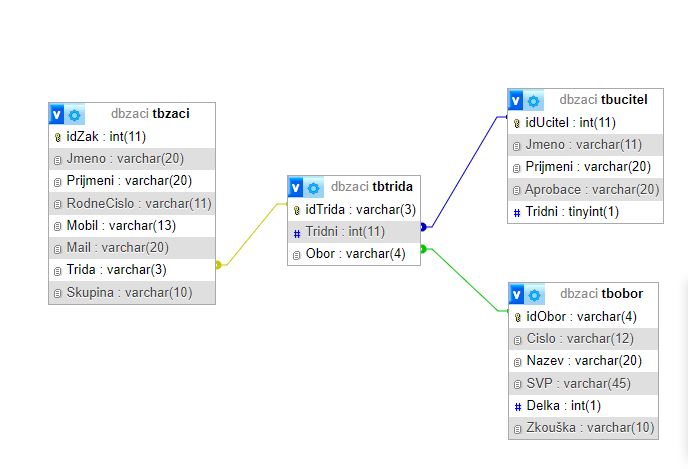 dbzaci tbzaci
idZak : int(11)
Jmeno : varchar(20)
Prijmeni : varchar(20)
RodneCislo : varchar(11)
Mobil : varchar(13)
Mail : varchar(20)
Trida : varchar(3)
Skupina : varchar(10)
dbzaci tbtrida
idTrida : varchar(3)
Tridni : int(11)
Obor : varchar(4)
dbzaci tbucitel
idUcitel : int(11)
Jmeno : varchar(11)
Prijmeni : varchar(20)
Aprobace : varchar(20)
Tridni : tinyint(1)
dbzaci tbobor
idObor : varchar(4)
Cislo : varchar(12)
Nazev : varchar(20)
SVP : varchar(45)
Delka : int(1)
Zkouška : varchar(10)